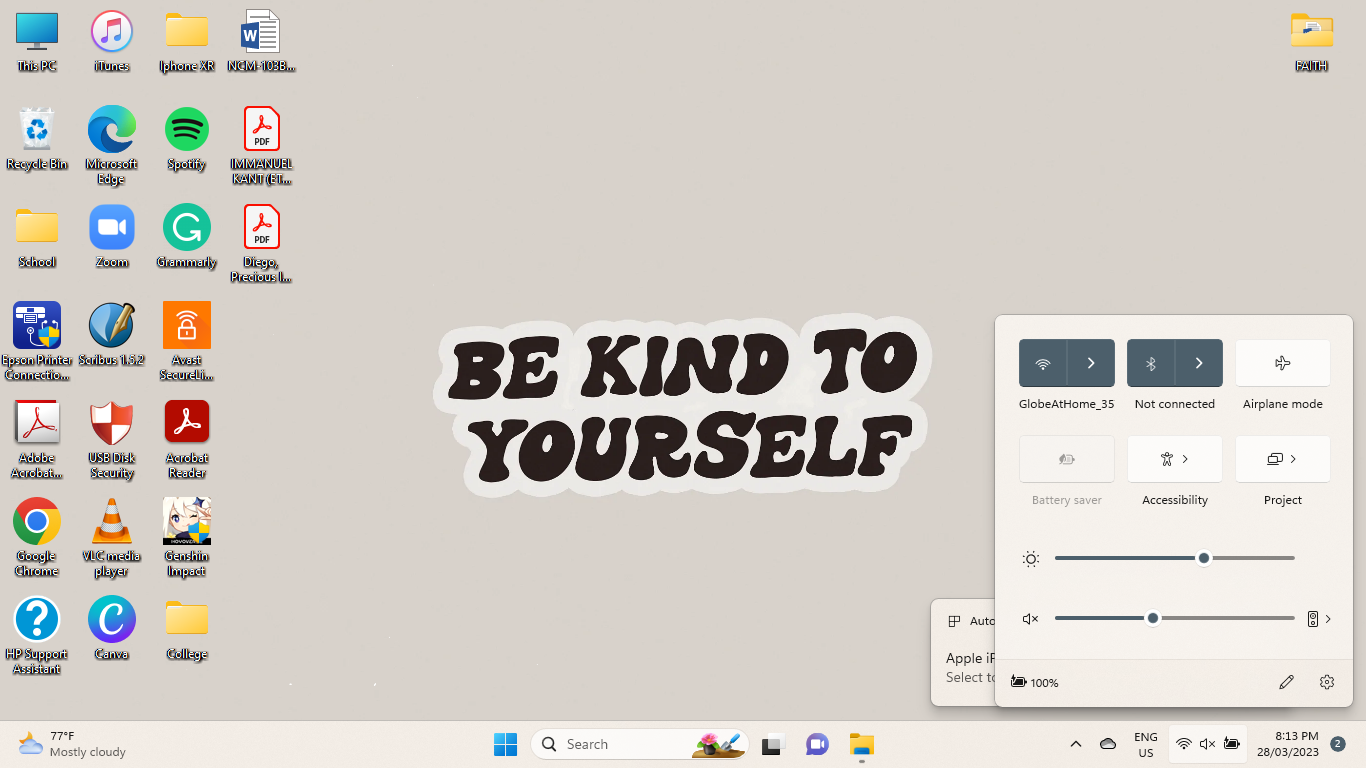 This PC
iTunes
Iphone XR
NCM-103B...
FAITH
Recycle Bin
Microsoft
Edge
Spotify
IMMANUEL
KANT (ET...
PDF
School
Zoom
Grammarly
Diego,
Precious I...
PDF
Epson Printer
Connectio...
Scribus 1.5.2
Avast
SecureLi...
Adobe
Acrobat...
USB Disk
Security
Acrobat
Reader
Google
Chrome
VLC media
player
Genshin
Impact
HP Support
Assistant
Canva
College
BE KIND TO
YOURSELF
GlobeAtHome_35
Not connected
Airplane mode
Battery saver
Accessibility
Project
Auto
Apple iP
Select to
100%
77°F
Mostly cloudy
Search
ENG
US
8:13 PM
28/03/2023
2